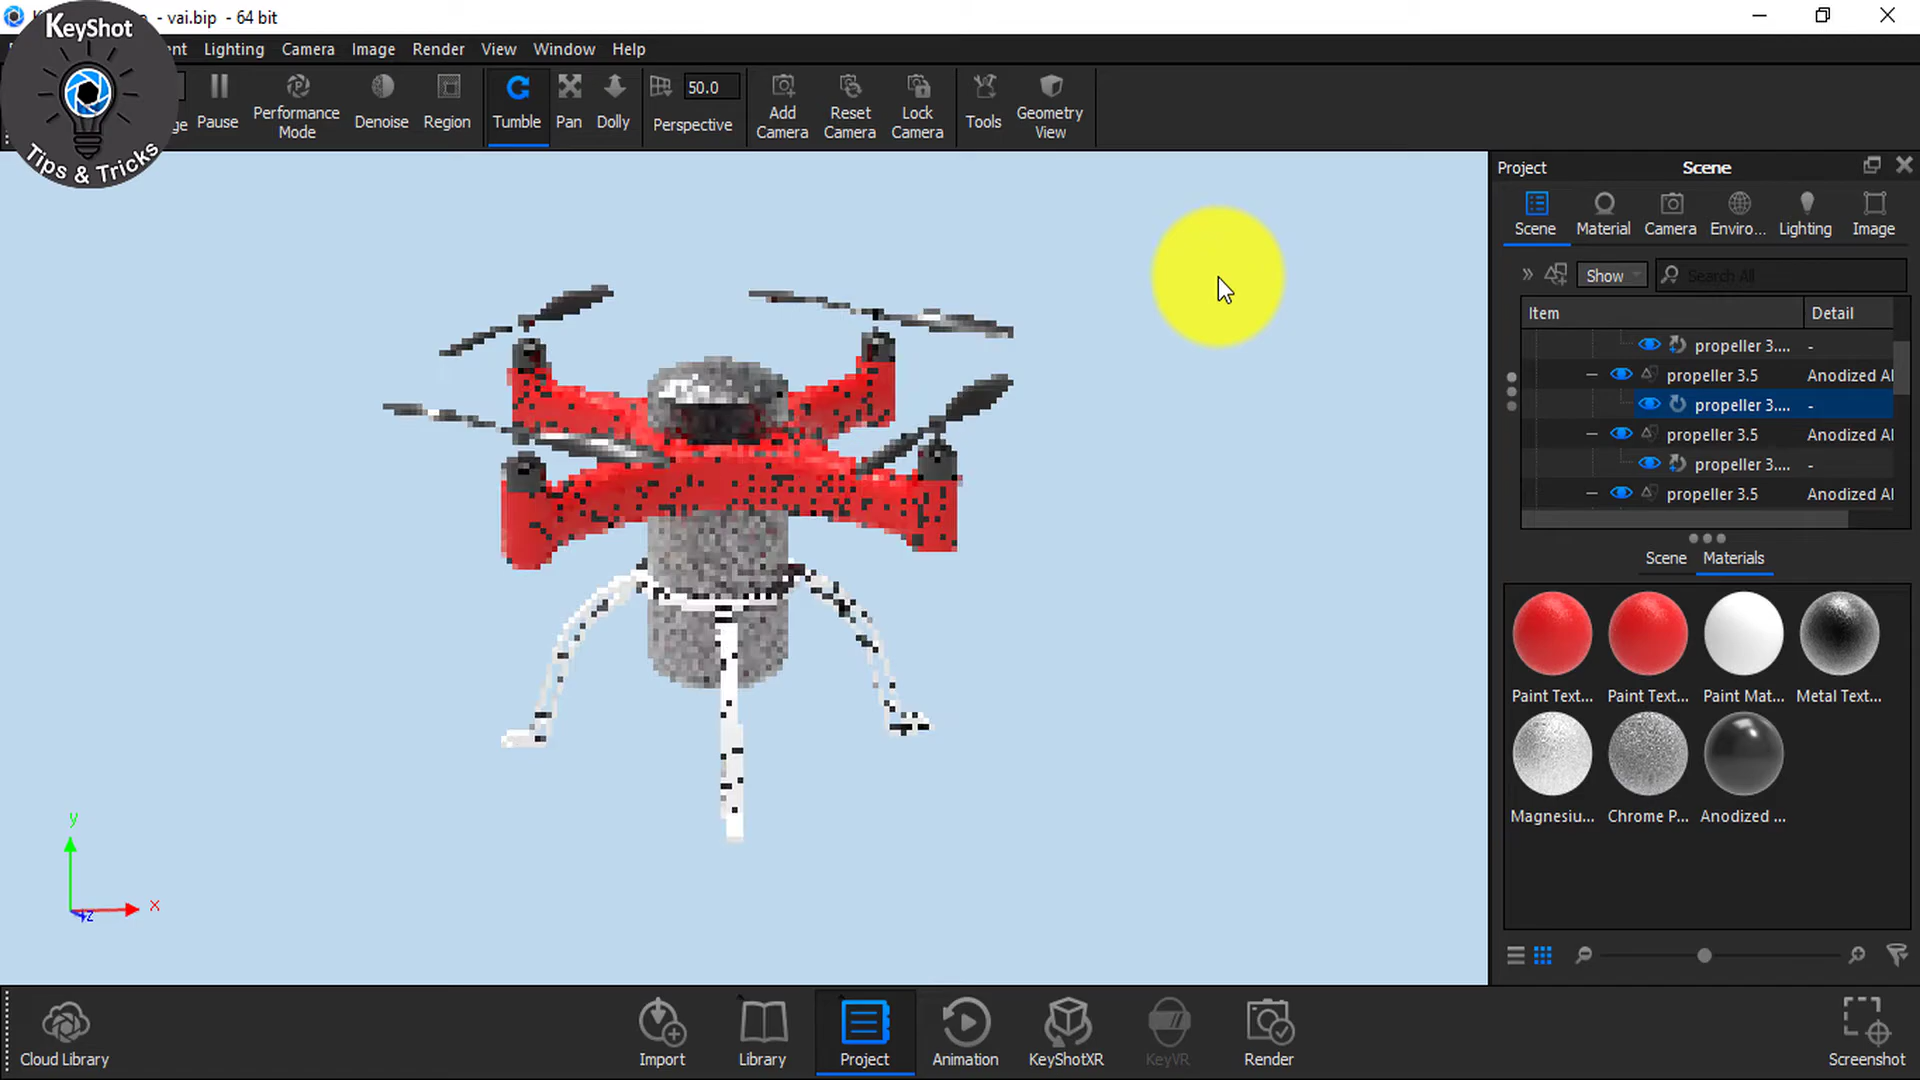 - vai.bip - 64 bit
KeyShot
Tips & Tricks
nt Lighting Camera Image Render View Window Help
ge
Pause
Performance
Mode
Denoise
Region
Tumble
Pan
Dolly
50.0
Perspective
Add
Camera
Reset
Camera
Lock
Camera
Tools
Geometry
View
Project
Scene
Scene Material Camera Enviro... Lighting Image
Show Search All
Item Detail
propeller 3.... -
propeller 3.5 Anodized Al
propeller 3.... -
propeller 3.5 Anodized Al
propeller 3.... -
propeller 3.5 Anodized Al
Scene Materials
Paint Text... Paint Text... Paint Mat... Metal Text...
Magnesiu... Chrome P... Anodized ...
y
x
z
Cloud Library
Import
Library
Project
Animation
KeyShotXR
KeyVR
Render
Screenshot